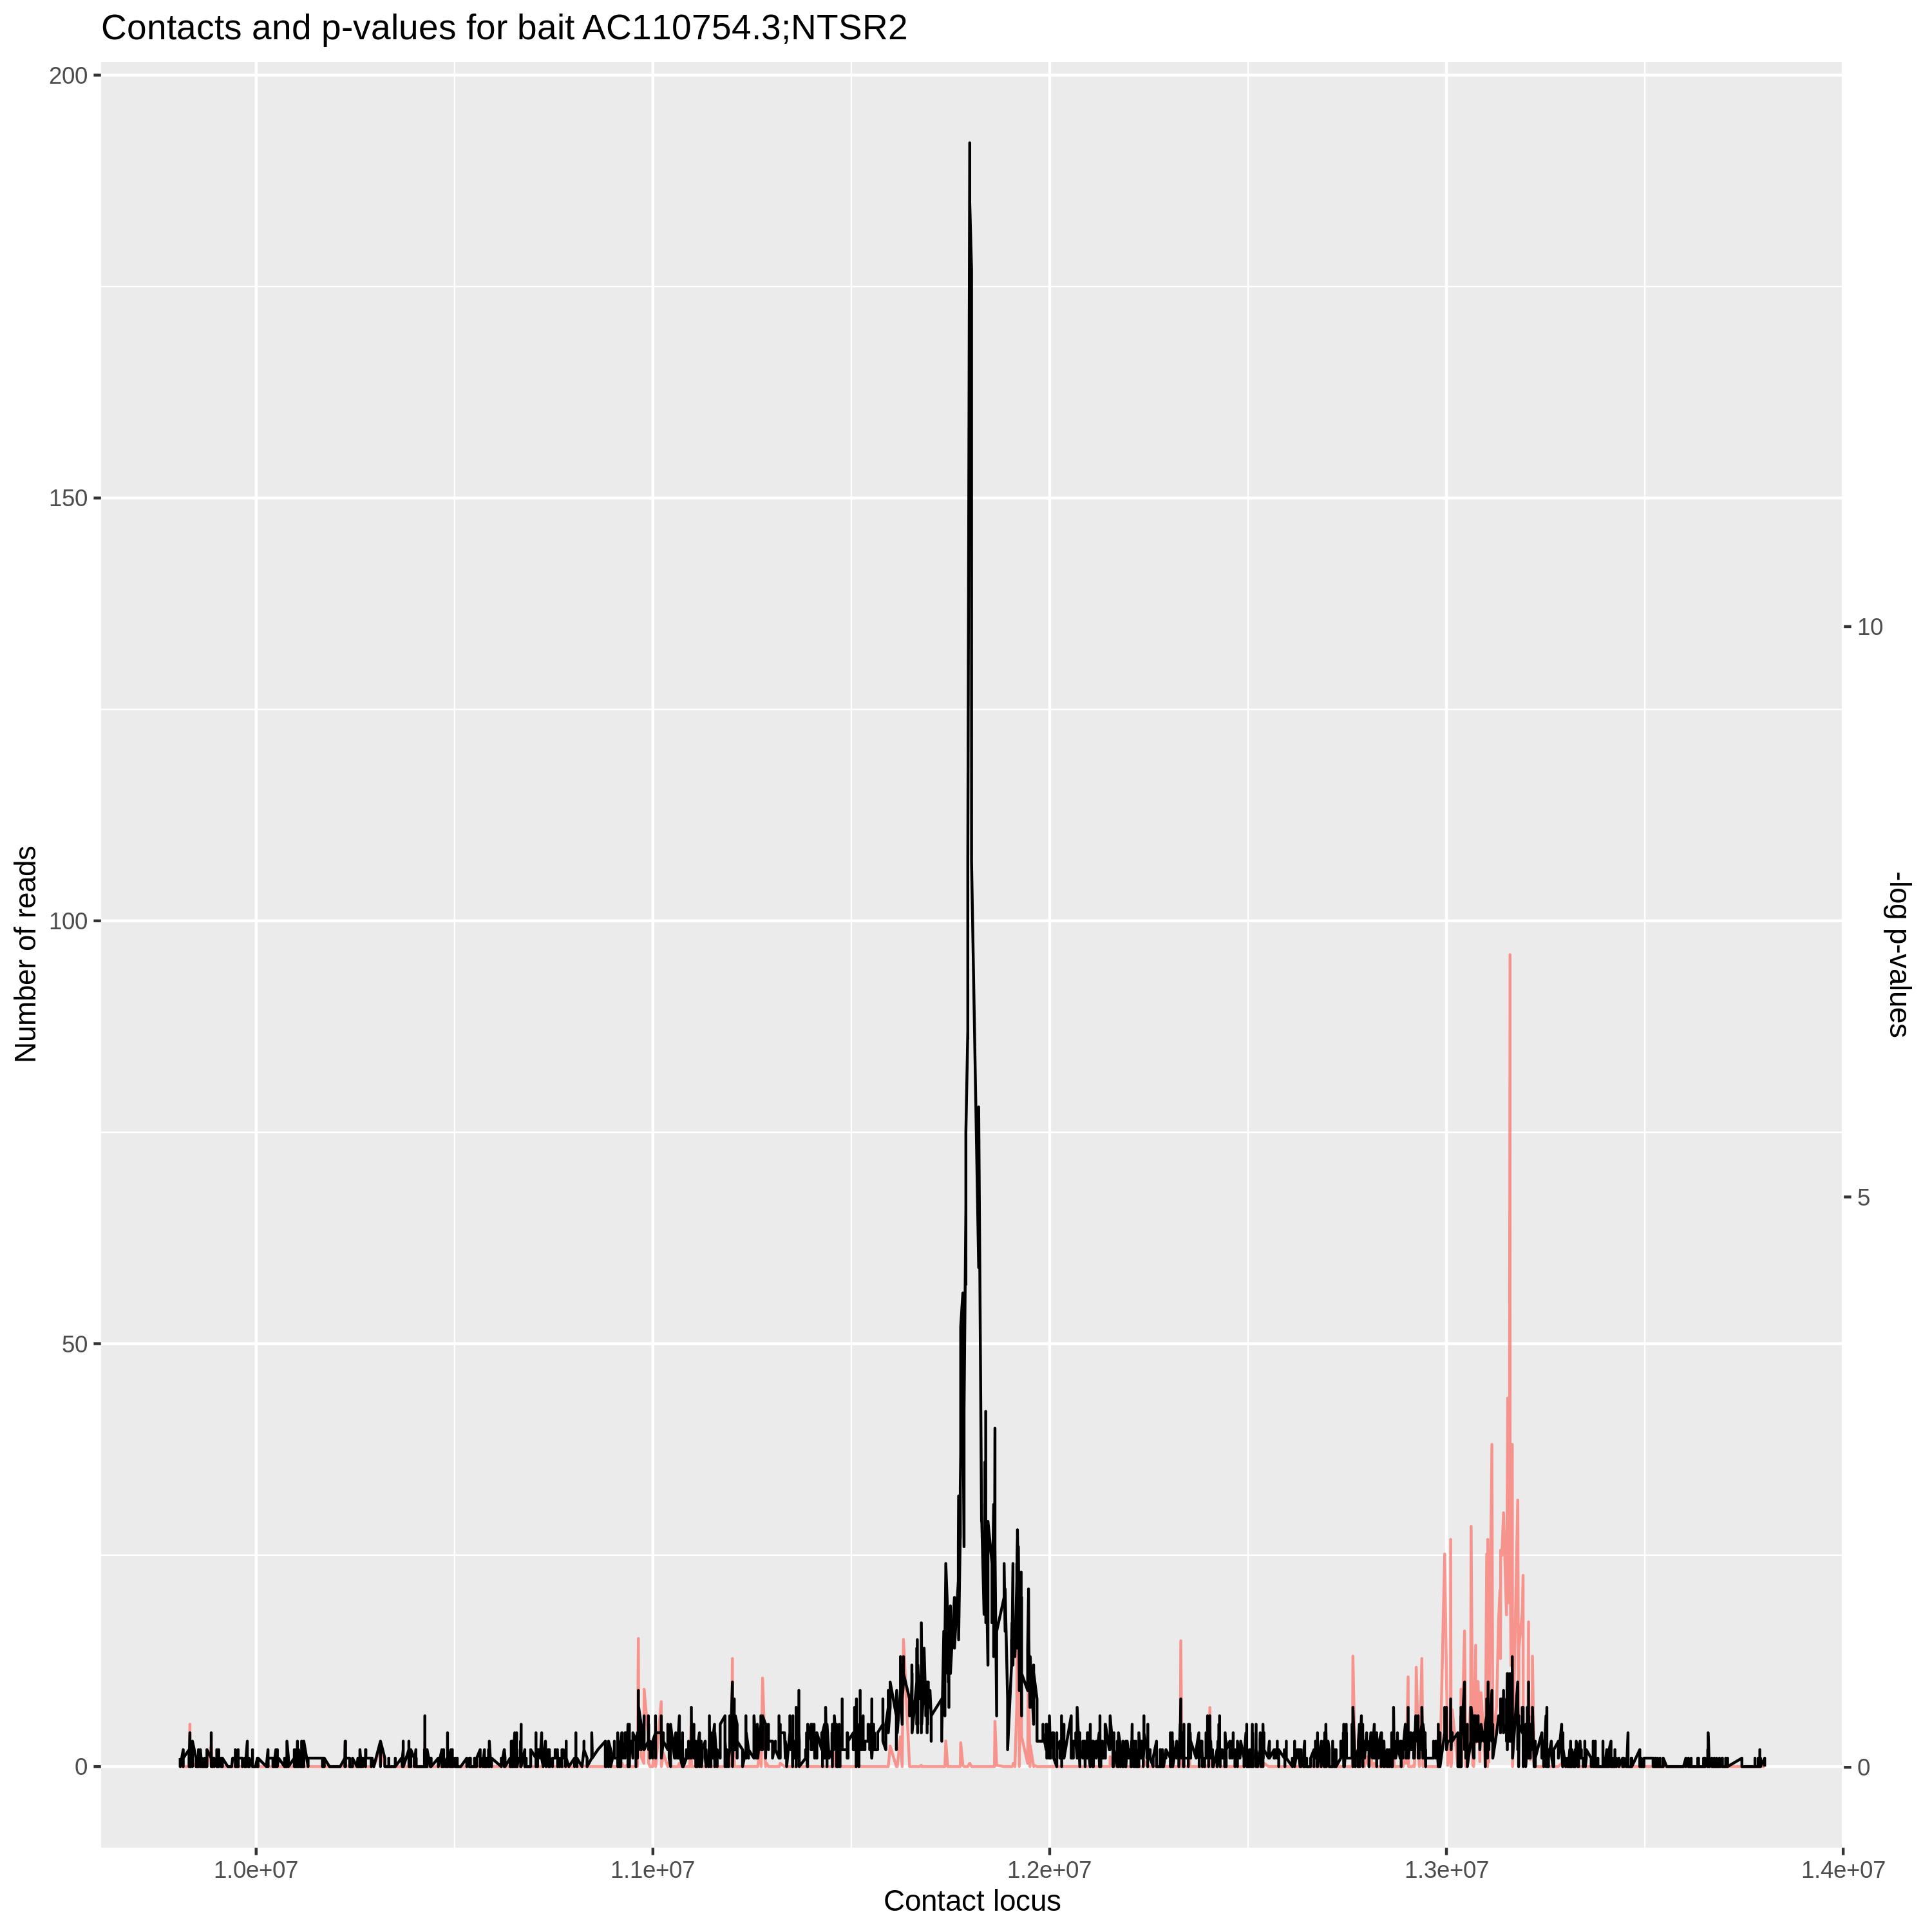 Contacts and p-values for bait AC110754.3;NTSR2
200
150
100
50
0
Number of reads
10
5
0
-log p-values
1.0e+07
1.1e+07
1.2e+07
1.3e+07
1.4e+07
Contact locus